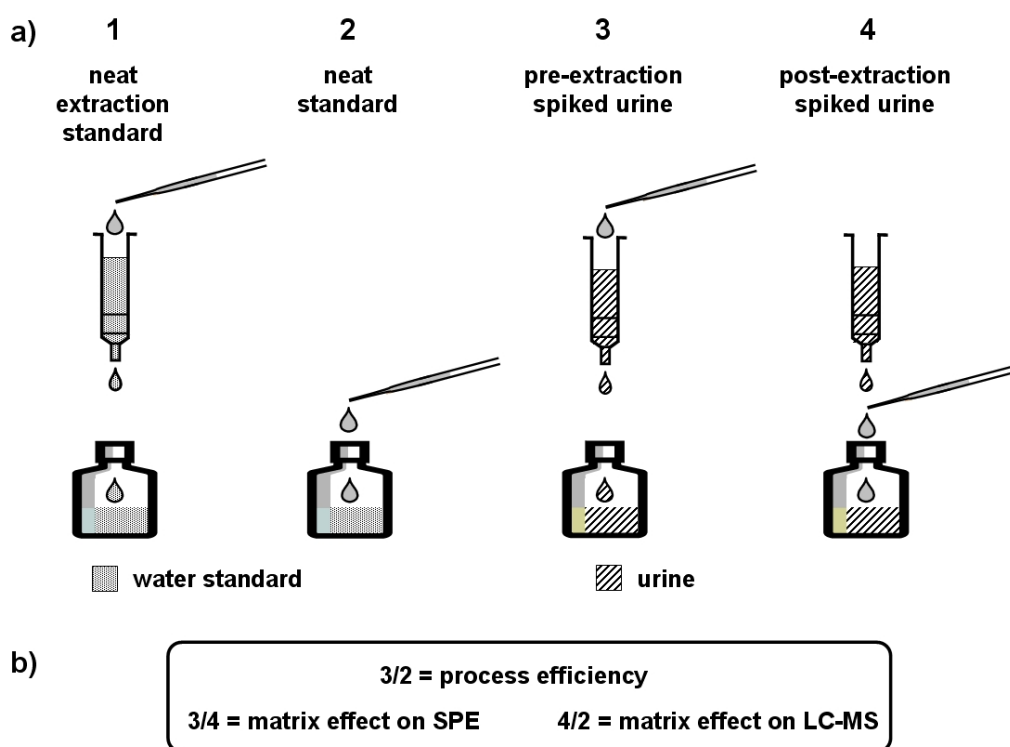 a)
1
2
3
4
neat
extraction
standard
neat
standard
pre-extraction
spiked urine
post-extraction
spiked urine
water standard
urine
b)
3/2 = process efficiency
3/4 = matrix effect on SPE
4/2 = matrix effect on LC-MS